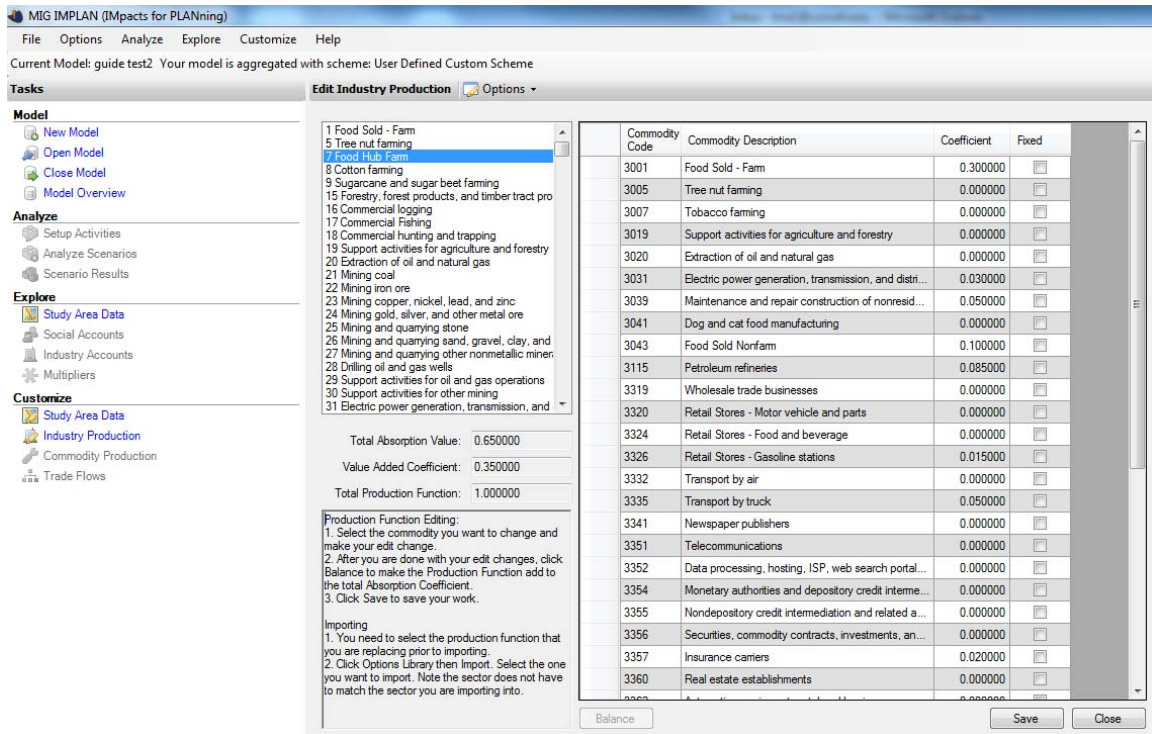 MIG IMPLAN (IMpacts for PLANning)
File Options Analyze Explore Customize Help
Current Model: guide test2 Your model is aggregated with scheme: User Defined Custom Scheme
Tasks
Model
New Model
Open Model
Close Model
Model Overview
Analyze
Setup Activities
Analyze Scenarios
Scenario Results
Explore
Study Area Data
Social Accounts
Industry Accounts
Multipliers
Customize
Study Area Data
Industry Production
Commodity Production
Trade Flows
Edit Industry Production Options
1 Food Sold - Farm
5 Tree nut farming
7 Food Hub Farm
8 Cotton farming
9 Sugarcane and sugar beet farming
15 Forestry, forest products, and timber tract pro
16 Commercial logging
17 Commercial Fishing
18 Commercial hunting and trapping
19 Support activities for agriculture and forestry
20 Extraction of oil and natural gas
21 Mining coal
22 Mining iron ore
23 Mining copper, nickel, lead, and zinc
24 Mining gold, silver, and other metal ore
25 Mining and quarrying stone
26 Mining and quarrying sand, gravel, clay, and
27 Mining and quarrying other nonmetallic miner
28 Drilling oil and gas wells
29 Support activities for oil and gas operations
30 Support activities for other mining
31 Electric power generation, transmission, and
Total Absorption Value: 0.650000
Value Added Coefficient: 0.350000
Total Production Function: 1.000000
Production Function Editing:
1. Select the commodity you want to change and
make your edit change.
2. After you are done with your edit changes, click
Balance to make the Production Function add to
the total Absorption Coefficient.
3. Click Save to save your work.
Importing
1. You need to select the production function that
you are replacing prior to importing.
2. Click Options Library then Import. Select the one
you want to import. Note the sector does not have
to match the sector you are importing into.
Commodity Code Commodity Description Coefficient Fixed
3001 Food Sold - Farm 0.300000
3005 Tree nut farming 0.000000
3007 Tobacco farming 0.000000
3019 Support activities for agriculture and forestry 0.000000
3020 Extraction of oil and natural gas 0.000000
3031 Electric power generation, transmission, and distri... 0.030000
3039 Maintenance and repair construction of nonresid... 0.050000
3041 Dog and cat food manufacturing 0.000000
3043 Food Sold Nonfarm 0.100000
3115 Petroleum refineries 0.085000
3319 Wholesale trade businesses 0.000000
3320 Retail Stores - Motor vehicle and parts 0.000000
3324 Retail Stores - Food and beverage 0.000000
3326 Retail Stores - Gasoline stations 0.015000
3332 Transport by air 0.000000
3335 Transport by truck 0.050000
3341 Newspaper publishers 0.000000
3351 Telecommunications 0.000000
3352 Data processing, hosting, ISP, web search portal... 0.000000
3354 Monetary authorities and depository credit interme... 0.000000
3355 Nondepository credit intermediation and related a... 0.000000
3356 Securities, commodity contracts, investments, an... 0.000000
3357 Insurance carriers 0.020000
3360 Real estate establishments 0.000000
Balance Save Close